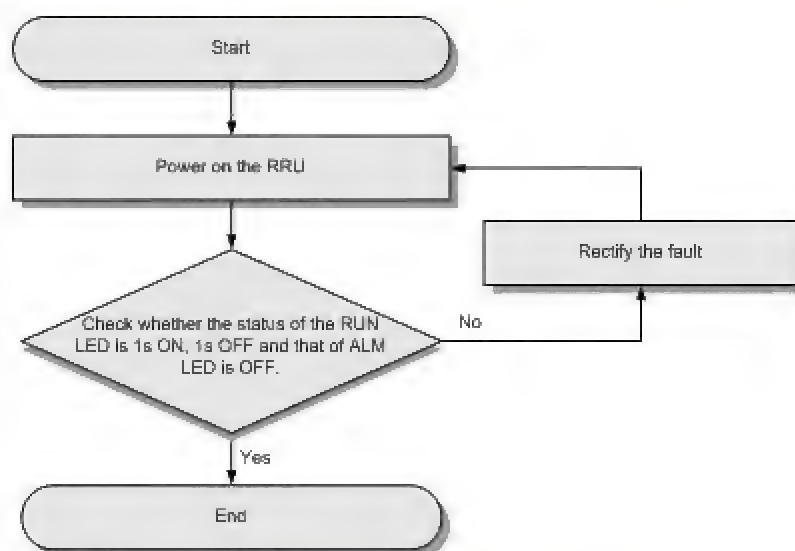 Start
Power on the RRU
Rectify the fault
Check whether the status of the RUN
LED is 1s ON, 1s OFF and that of ALM
LED is OFF.
No
Yes
End